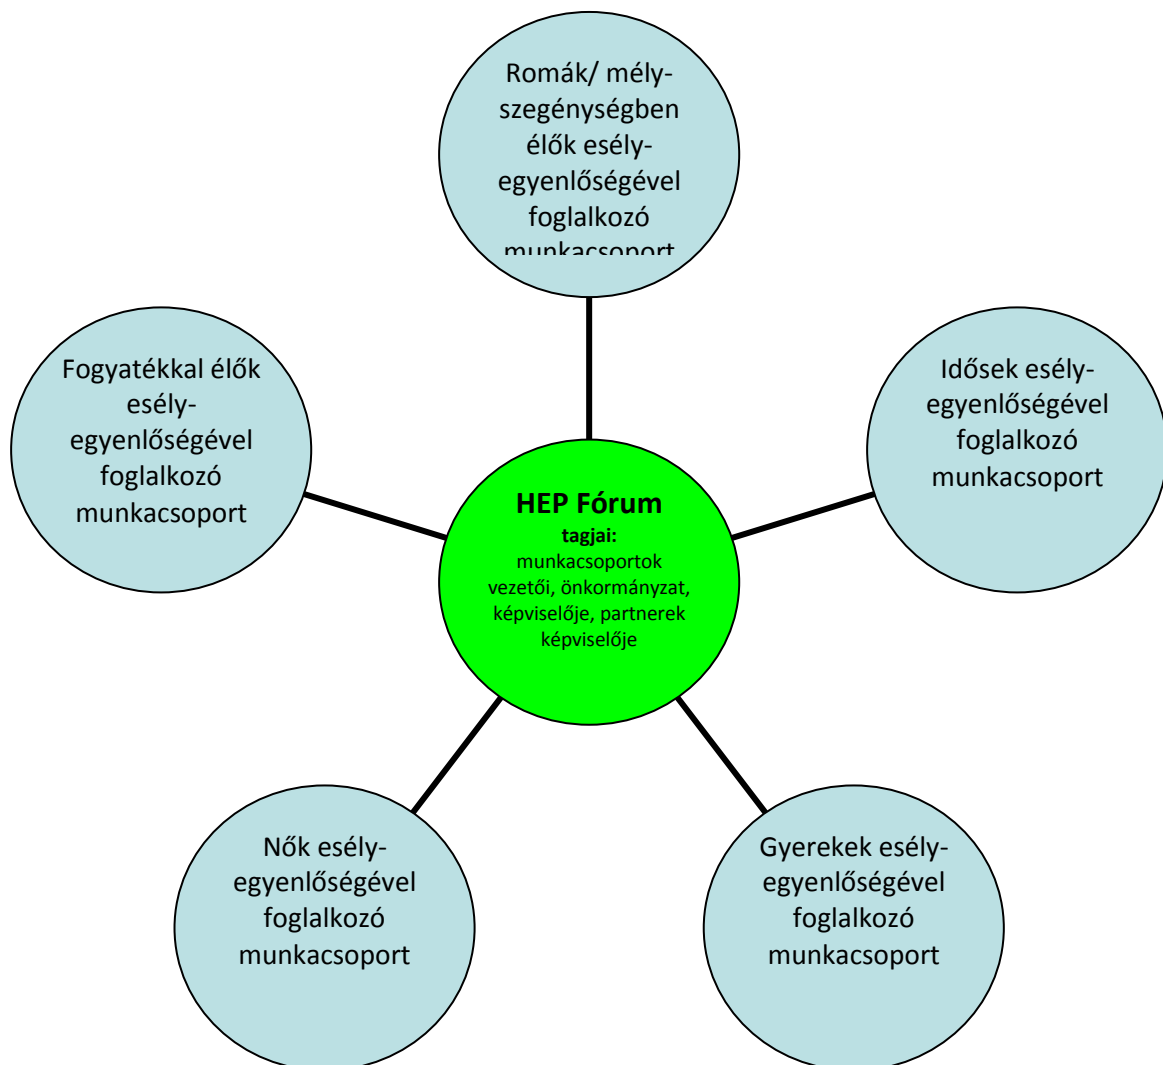 Romák/ mély-
szegénységben
élők esély-
egyenlőségével
foglalkozó
munkacsoport
Fogyatékkal élők
esély-
egyenlőségével
foglalkozó
munkacsoport
Idősek esély-
egyenlőségével
foglalkozó
munkacsoport
HEP Fórum
tagjai:
munkacsoportok
vezetői, önkormányzat,
képviselője, partnerek
képviselője
Nők esély-
egyenlőségével
foglalkozó
munkacsoport
Gyerekek esély-
egyenlőségével
foglalkozó
munkacsoport